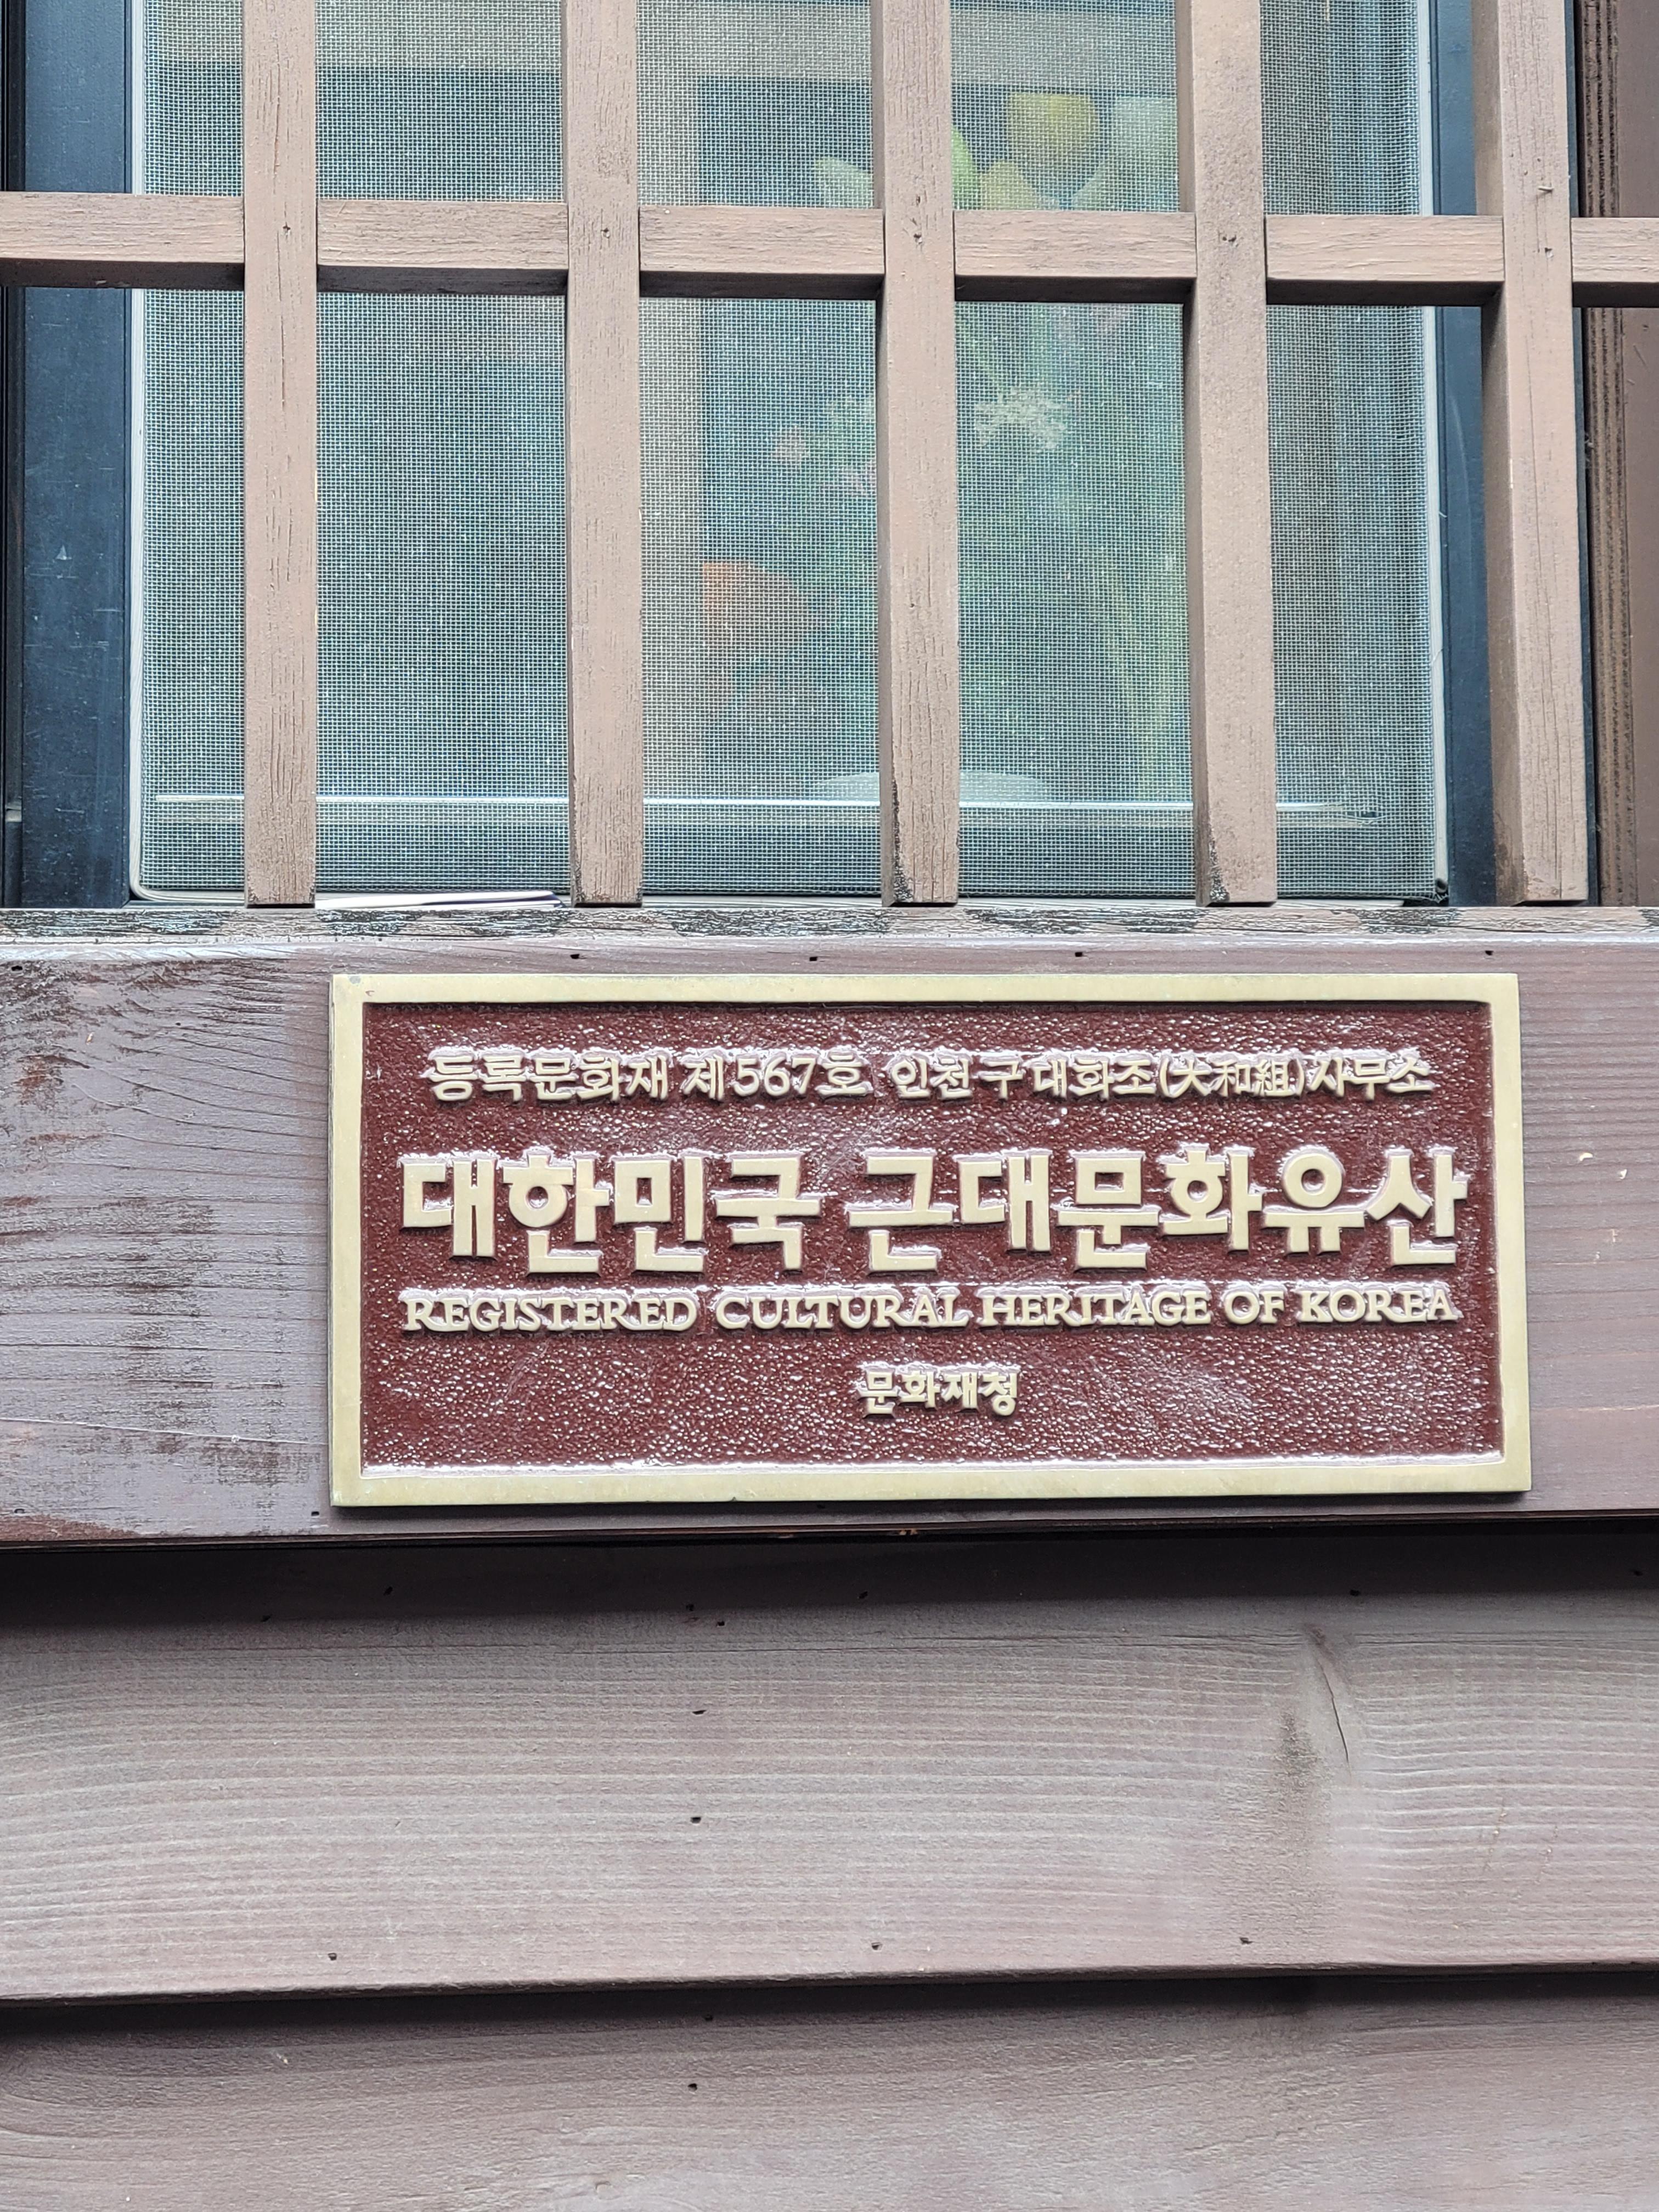 등록문화재 제567호 인천 구 대화조(大和組)사무소
대한민국 근대문화유산
REGISTERED CULTURAL HERITAGE OF KOREA
문화재청